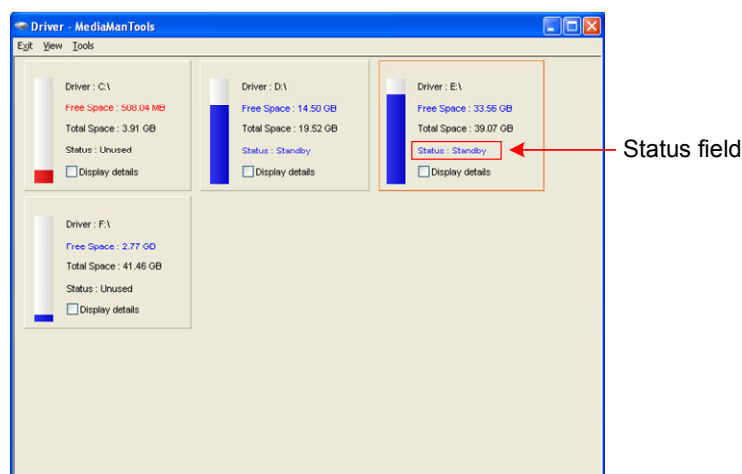 Driver - MediaManTools
Exit View Tools
Driver : C:\
Free Space : 508.04 MB
Total Space : 3.91 GB
Status : Unused
Display details
Driver : D:\
Free Space : 14.50 GB
Total Space : 19.52 GB
Status : Standby
Display details
Driver : E:\
Free Space : 33.56 GB
Total Space : 39.07 GB
Status : Standby
Display details
Status field
Driver : F:\
Free Space : 2.77 GB
Total Space : 41.46 GB
Status : Unused
Display details